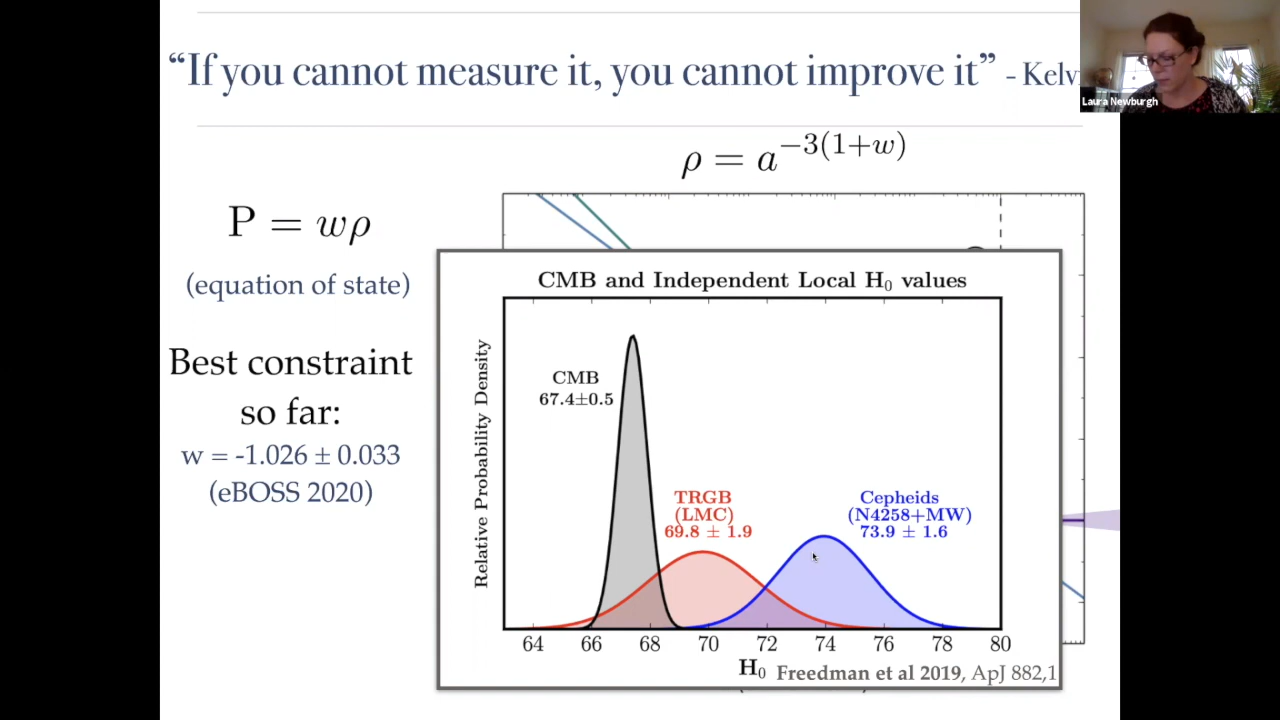 “If you cannot measure it, you cannot improve it” - Kelv
Laura Newburgh
ρ = a^{-3(1+w)}
P = wρ
(equation of state)
Best constraint
so far:
w = -1.026 ± 0.033
(eBOSS 2020)
CMB and Independent Local H₀ values
Relative Probability Density
CMB
67.4±0.5
TRGB
(LMC)
69.8 ± 1.9
Cepheids
(N4258+MW)
73.9 ± 1.6
64 66 68 70 72 74 76 78 80
H₀
Freedman et al 2019, ApJ 882,1